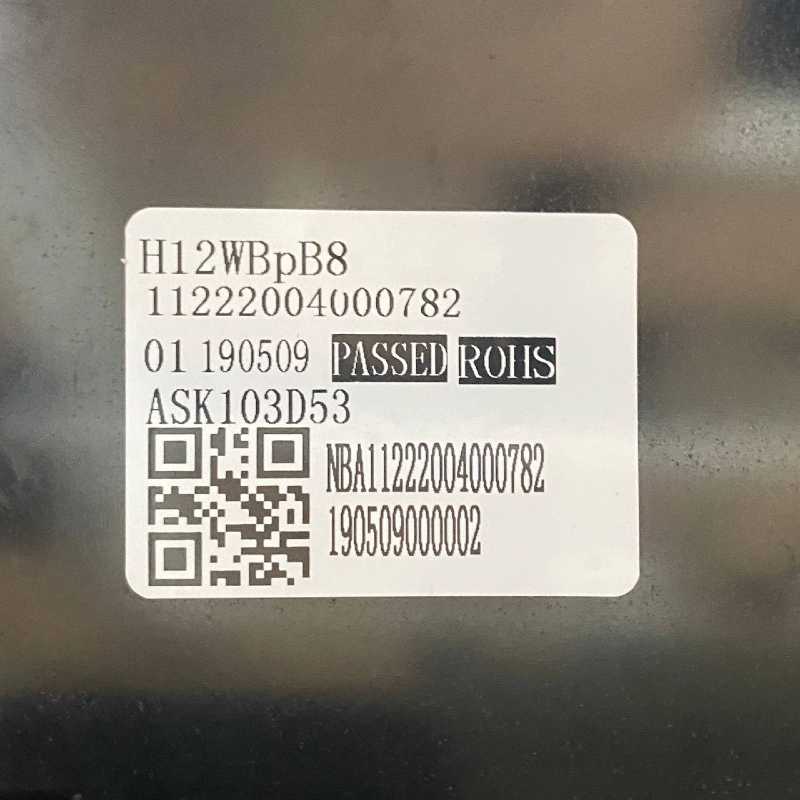 H12WBpB8
11222004000782
01 190509 PASSED ROHS
ASK103D53
NBA11222004000782
190509000002